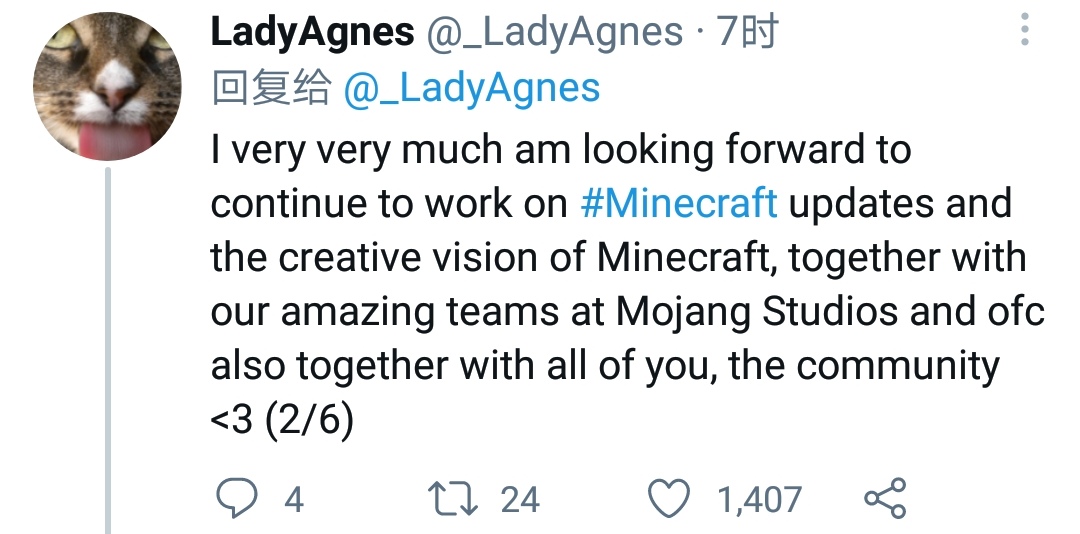 LadyAgnes @_LadyAgnes · 7时
回复给 @_LadyAgnes
I very very much am looking forward to
continue to work on #Minecraft updates and
the creative vision of Minecraft, together with
our amazing teams at Mojang Studios and ofc
also together with all of you, the community
<3 (2/6)
4 24 1,407